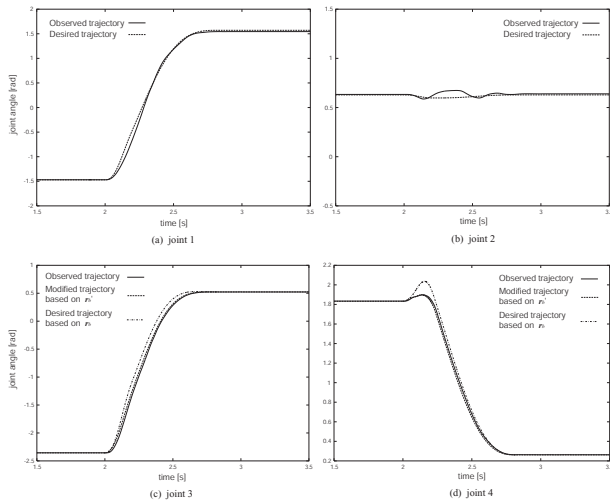 2
1.5
1
0.5
0
-0.5
-1
-1.5
-2
joint angle [rad]
Observed trajectory
Desired trajectory
1.5 2 2.5 3 3.5
time [s]
(a) joint 1
1.5
1
0.5
0
-0.5
Observed trajectory
Desired trajectory
1.5 2 2.5 3 3.5
time [s]
(b) joint 2
1
0.5
0
-0.5
-1
-1.5
-2
-2.5
joint angle [rad]
Observed trajectory
Modified trajectory
based on
Desired trajectory
based on
1.5 2 2.5 3 3.5
time [s]
(c) joint 3
2.2
2
1.8
1.6
1.4
1.2
1
0.8
0.6
0.4
0.2
Observed trajectory
Modified trajectory
based on
Desired trajectory
based on
1.5 2 2.5 3 3.5
time [s]
(d) joint 4